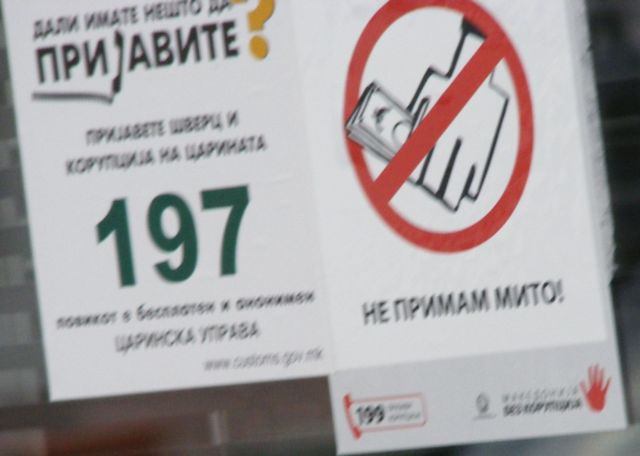 ДАЛИ ИМАТЕ НЕШТО ДА
ПРИЈАВИТЕ?
ПРИЈАВЕТЕ ШВЕРЦ И
КОРУПЦИЈА НА ЦАРИНАТА
197
повикот е бесплатен и анонимен
ЦАРИНСКА УПРАВА
www.customs.gov.mk
НЕ ПРИМАМ МИТО!
199
МАКЕДОНИЈА
БЕЗ КОРУПЦИЈА